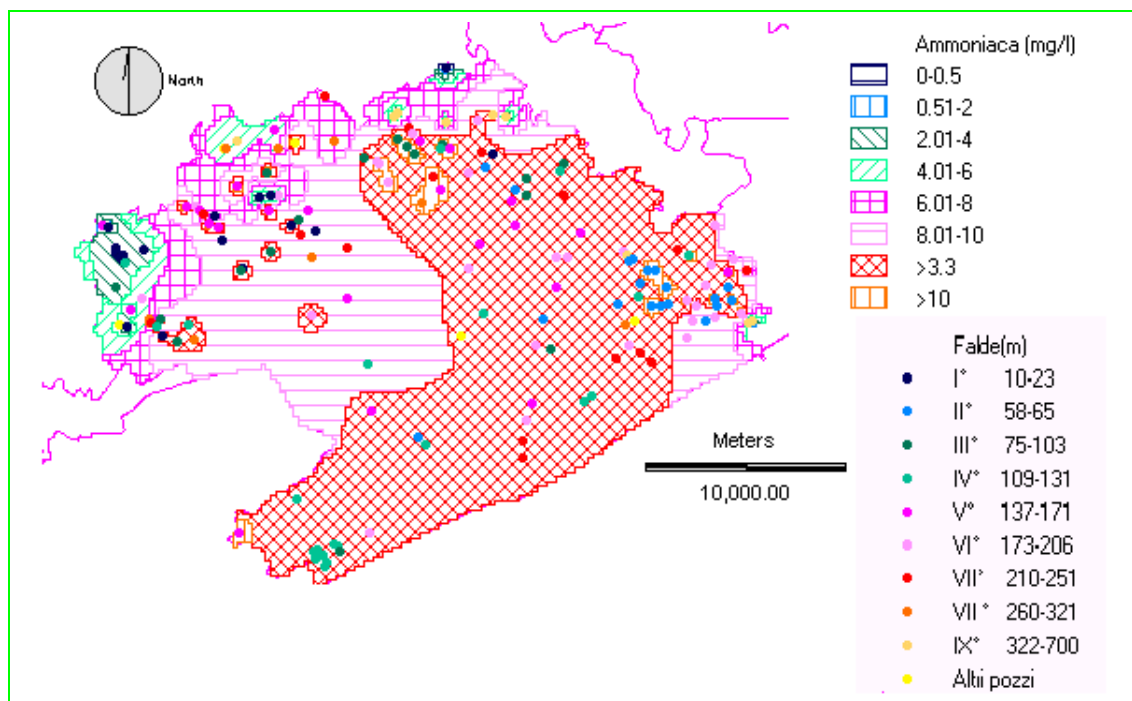 North
Ammoniaca (mg/l)
0-0.5
0.51-2
2.01-4
4.01-6
6.01-8
8.01-10
>3.3
>10
Falde(m)
I° 10-23
II° 58-65
III° 75-103
IV° 109-131
V° 137-171
VI° 173-206
VII° 210-251
VII ° 260-321
IX° 322-700
Altii pozzi
Meters
10,000.00